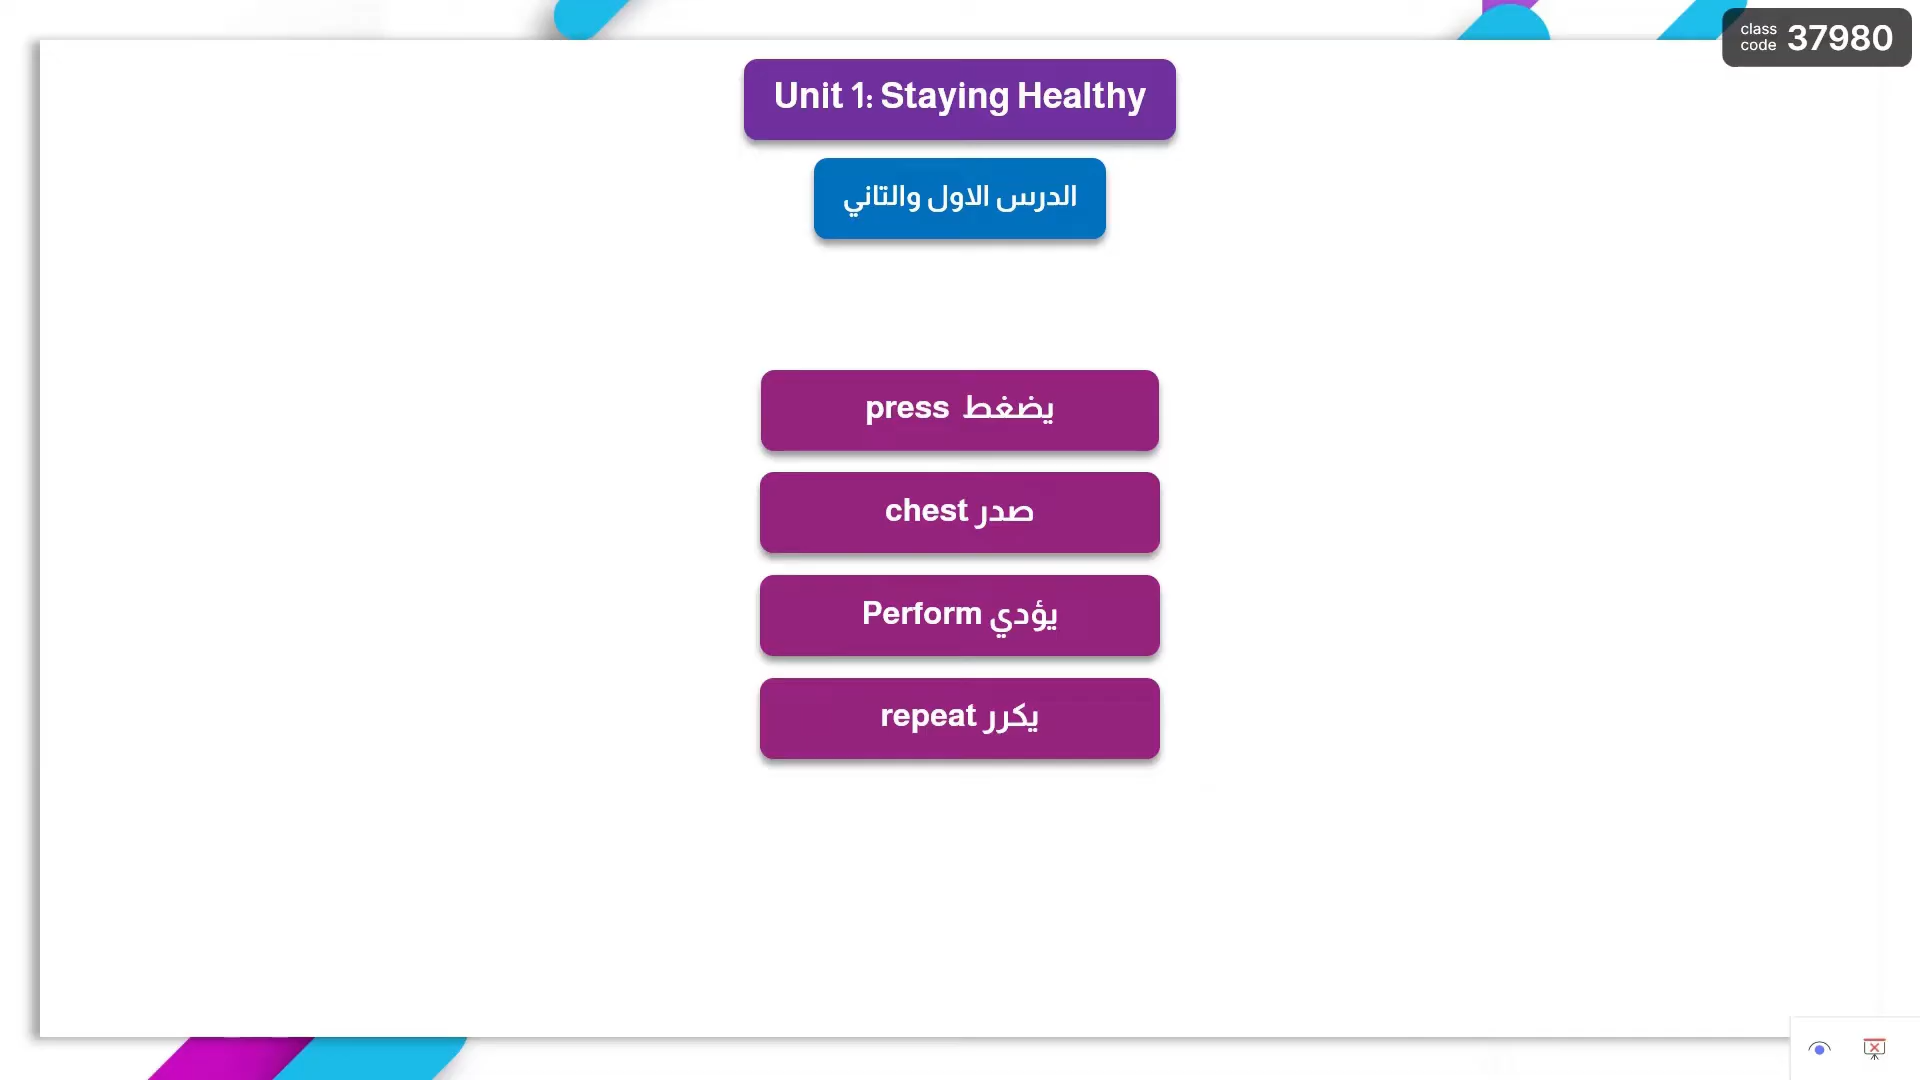 class code 37980
Unit 1: Staying Healthy
الدرس الاول والتاني
press يضغط
chest صدر
Perform يؤدي
repeat يكرر